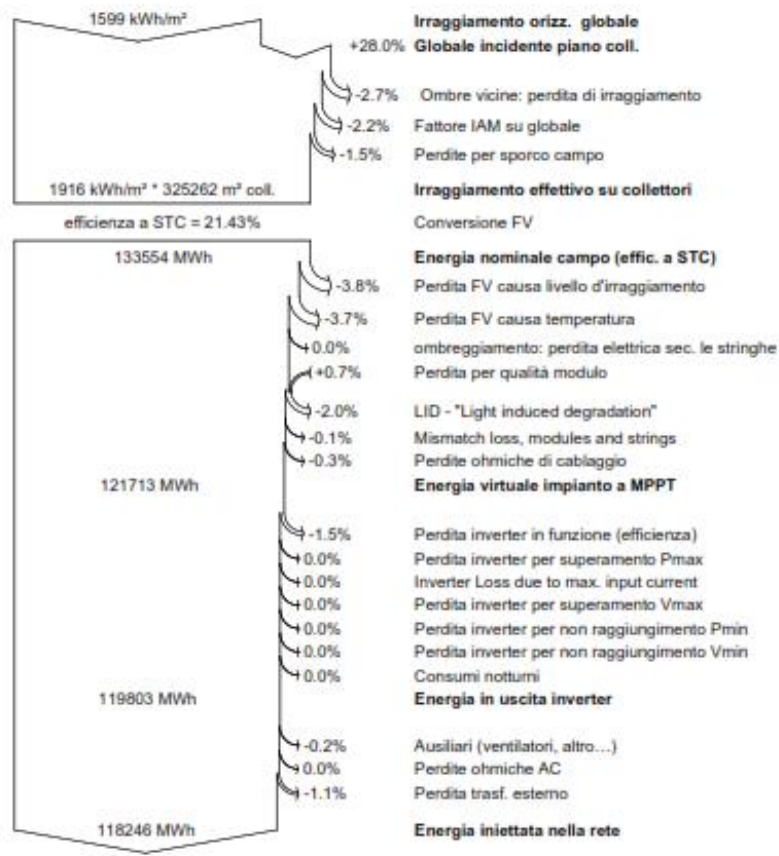 1599 kWh/m² Irraggiamento orizz. globale
+28.0% Globale incidente piano coll.
-2.7% Ombre vicine: perdita di irraggiamento
-2.2% Fattore IAM su globale
-1.5% Perdite per sporco campo
1916 kWh/m² * 325262 m² coll. Irraggiamento effettivo su collettori
efficienza a STC = 21.43% Conversione FV
133554 MWh Energia nominale campo (effic. a STC)
-3.8% Perdita FV causa livello d'irraggiamento
-3.7% Perdita FV causa temperatura
0.0% ombreggiamento: perdita elettrica sec. le stringhe
+0.7% Perdita per qualità modulo
-2.0% LID - "Light induced degradation"
-0.1% Mismatch loss, modules and strings
-0.3% Perdite ohmiche di cablaggio
121713 MWh Energia virtuale impianto a MPPT
-1.5% Perdita inverter in funzione (efficienza)
0.0% Perdita inverter per superamento Pmax
0.0% Inverter Loss due to max. input current
0.0% Perdita inverter per superamento Vmax
0.0% Perdita inverter per non raggiungimento Pmin
0.0% Perdita inverter per non raggiungimento Vmin
0.0% Consumi notturni
119803 MWh Energia in uscita inverter
-0.2% Ausiliari (ventilatori, altro…)
0.0% Perdite ohmiche AC
-1.1% Perdita trasf. esterno
118246 MWh Energia iniettata nella rete